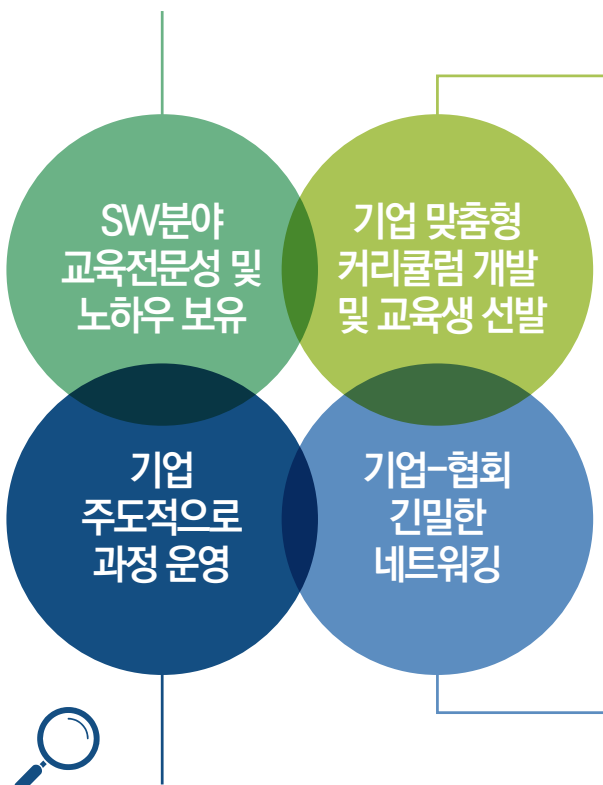 SW분야
교육전문성 및
노하우 보유
기업 맞춤형
커리큘럼 개발
및 교육생 선발
기업
주도적으로
과정 운영
기업-협회
긴밀한
네트워킹